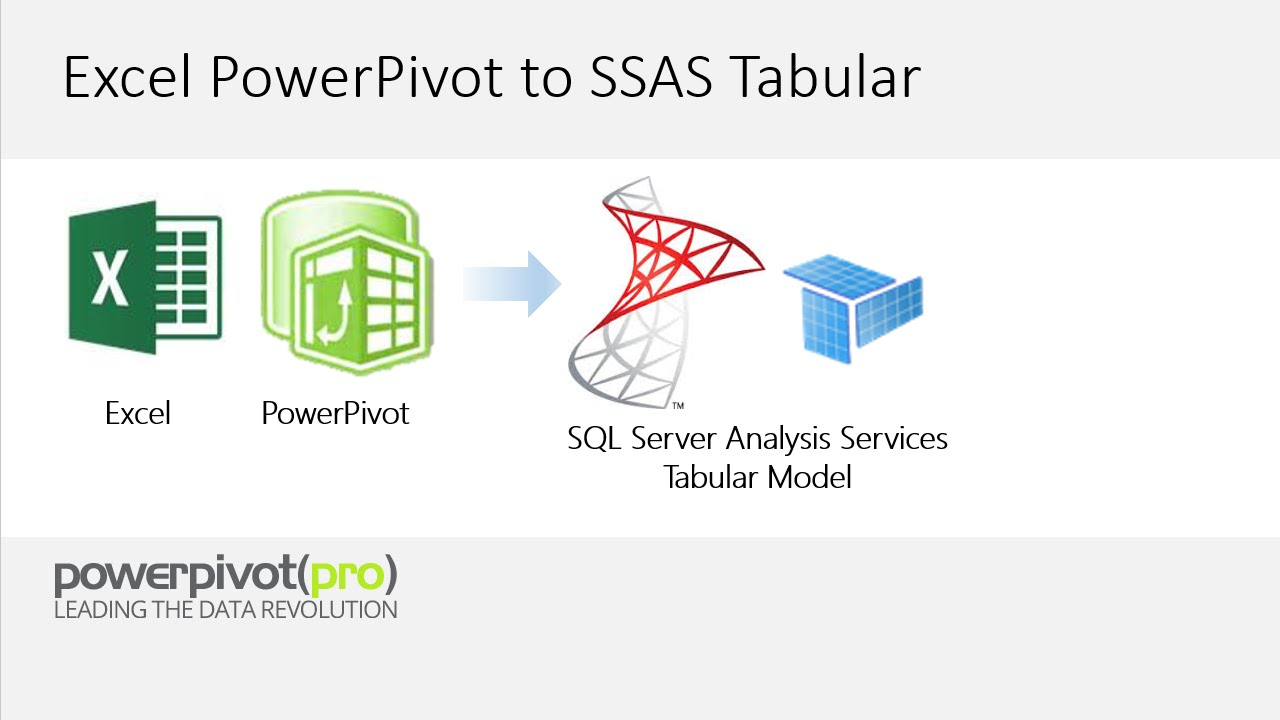 Excel PowerPivot to SSAS Tabular
X
TM
Excel
PowerPivot
SQL Server Analysis Services
Tabular Model
powerpivot(pro)
LEADING THE DATA REVOLUTION